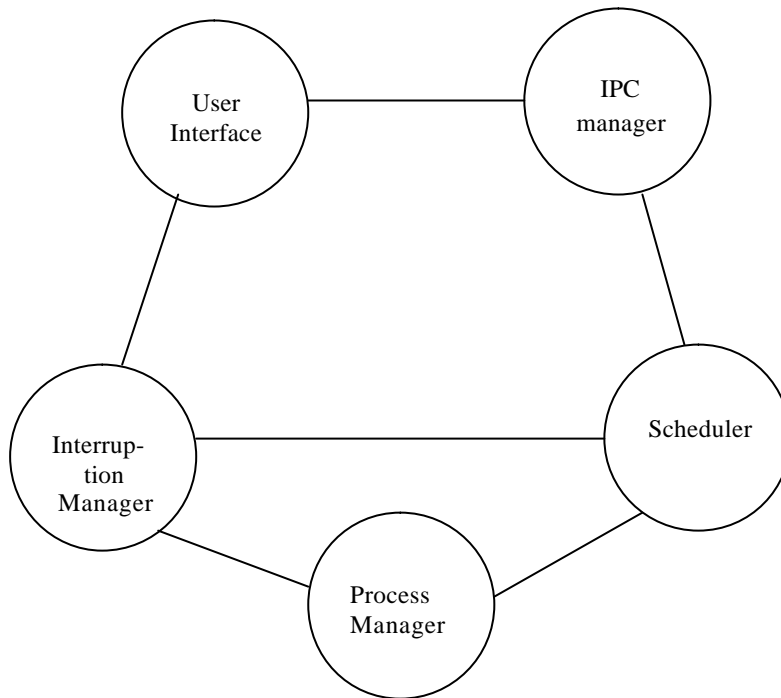 User
Interface
IPC
manager
Interrup-
tion
Manager
Scheduler
Process
Manager